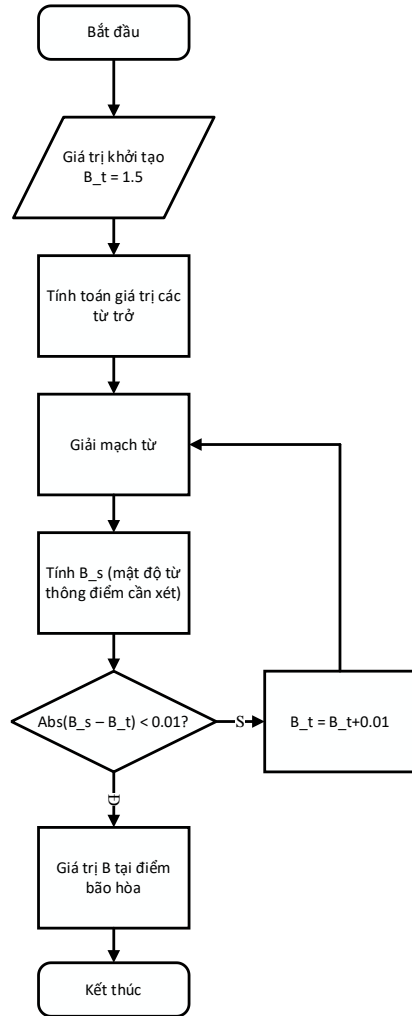 Bắt đầu
Giá trị khởi tạo
B_t = 1.5
Tính toán giá trị các
từ trở
Giải mạch từ
Tính B_s (mật độ từ
thông điểm cần xét)
Abs(B_s – B_t) < 0.01?
S
B_t = B_t+0.01
Đ
Giá trị B tại điểm
bão hòa
Kết thúc